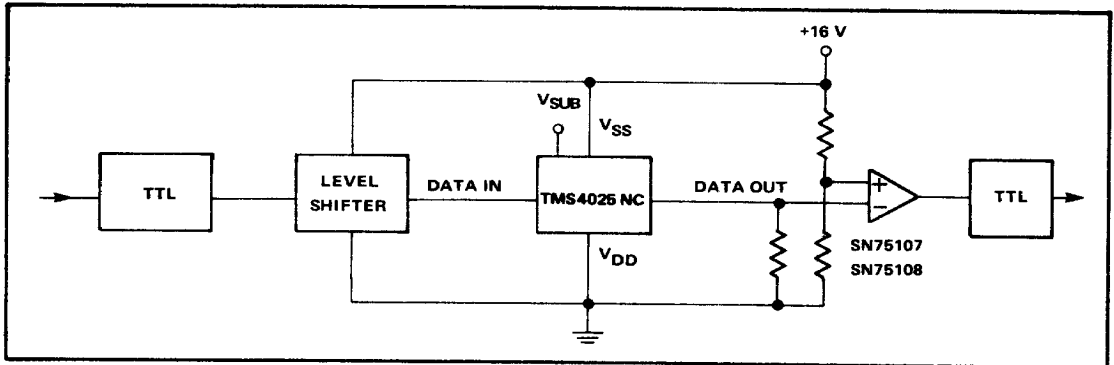 +16 V
VSUB
VSS
TTL
LEVEL
SHIFTER
DATA IN
TMS4025 NC
DATA OUT
+
−
TTL
SN75107
SN75108
VDD